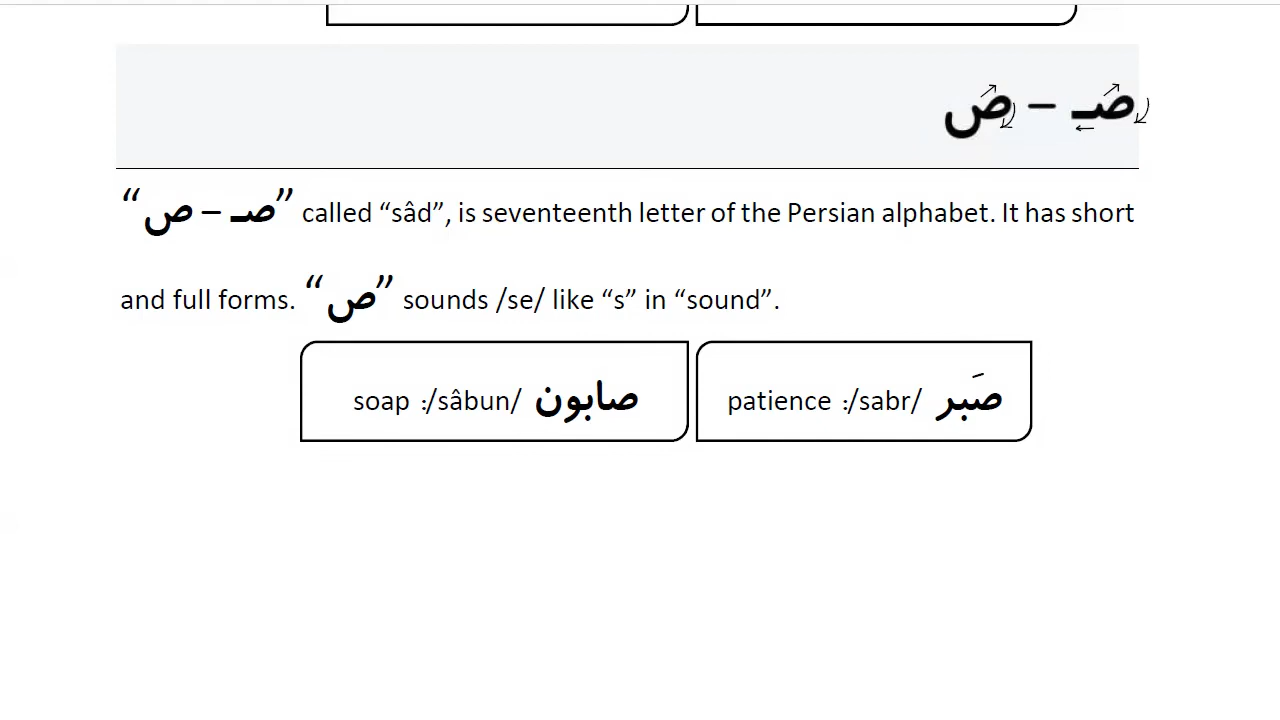 صـ – ص
“صـ – ص” called “sâd”, is seventeenth letter of the Persian alphabet. It has short
and full forms. “ص” sounds /se/ like “s” in “sound”.
soap :/sâbun/ صابون
patience :/sabr/ صَبر